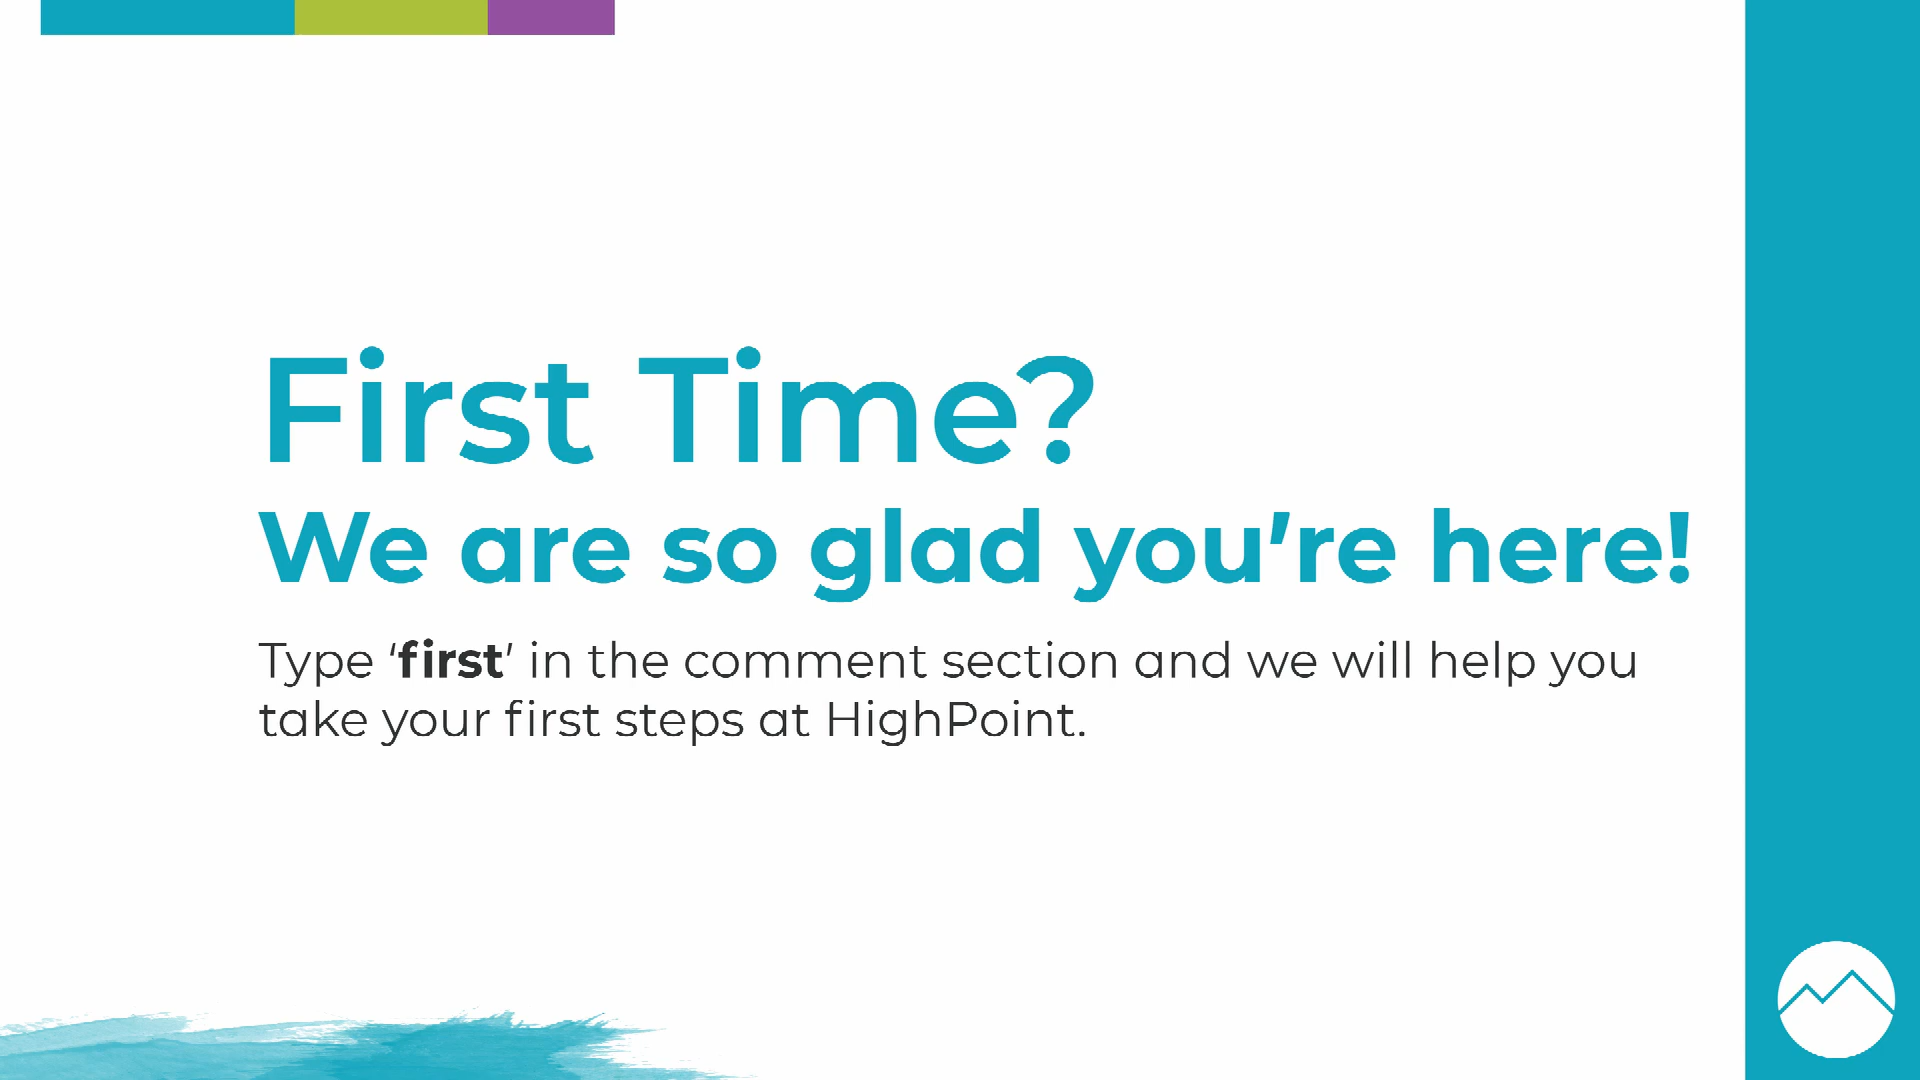 First Time?
We are so glad you're here!
Type 'first' in the comment section and we will help you
take your first steps at HighPoint.